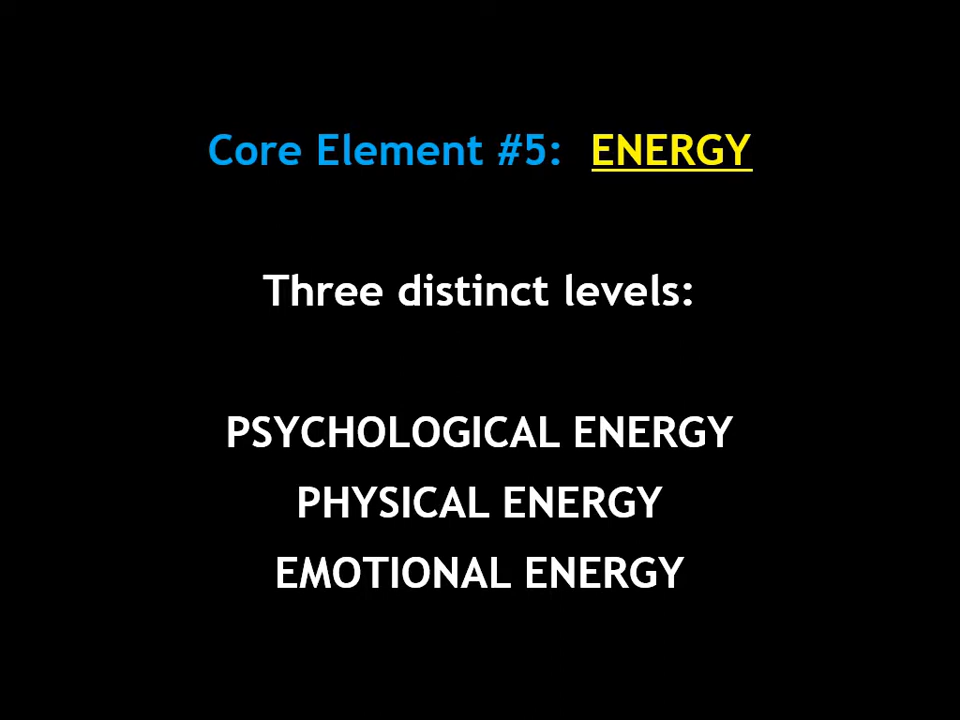 Core Element #5: ENERGY
Three distinct levels:
PSYCHOLOGICAL ENERGY
PHYSICAL ENERGY
EMOTIONAL ENERGY